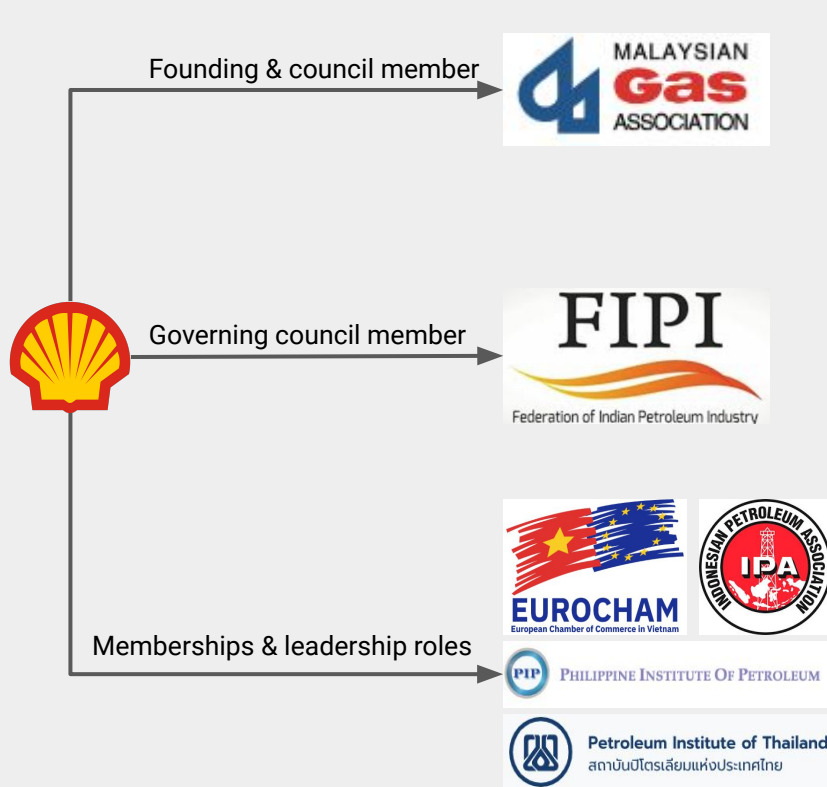 Founding & council member
MALAYSIAN
Gas
ASSOCIATION
Governing council member
FIPI
Federation of Indian Petroleum Industry
Memberships & leadership roles
EUROCHAM
European Chamber of Commerce in Vietnam
INDONESIAN PETROLEUM ASSOCIATION
IPA
PIP
PHILIPPINE INSTITUTE OF PETROLEUM
Petroleum Institute of Thailand
สถาบันปิโตรเลียมแห่งประเทศไทย